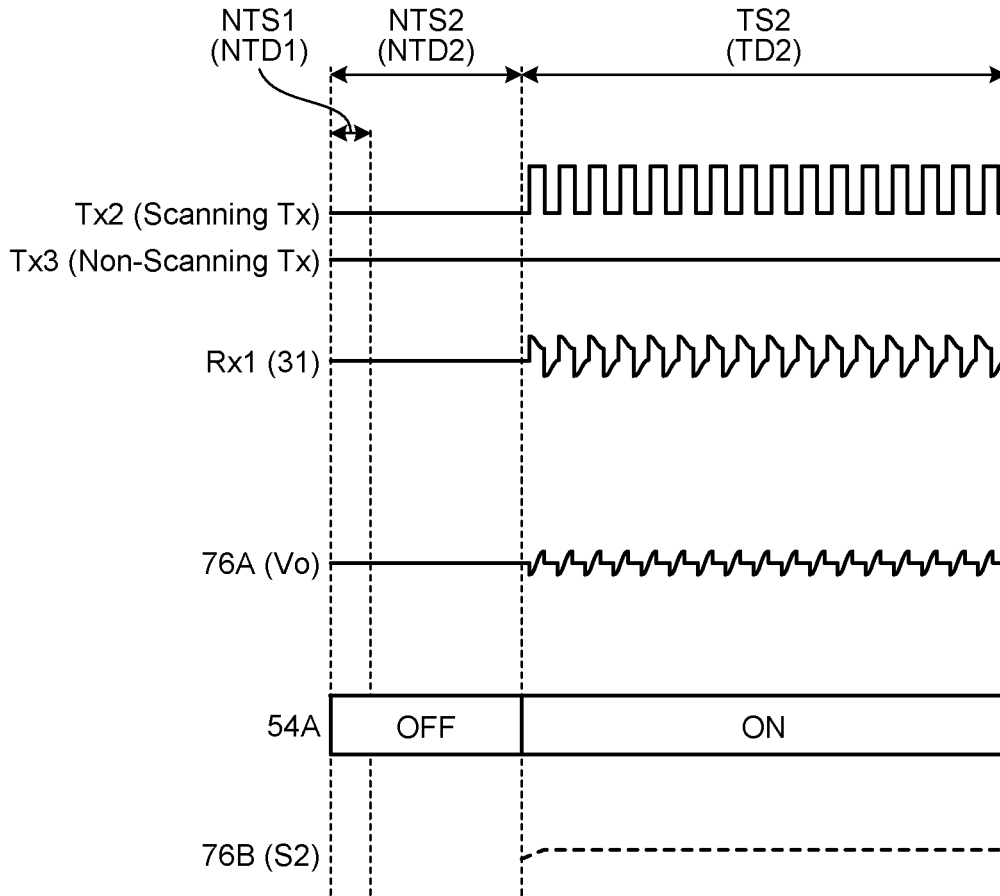 NTS1
(NTD1)
NTS2
(NTD2)
TS2
(TD2)
Tx2 (Scanning Tx)
Tx3 (Non-Scanning Tx)
Rx1 (31)
76A (Vo)
54A
OFF
ON
76B (S2)